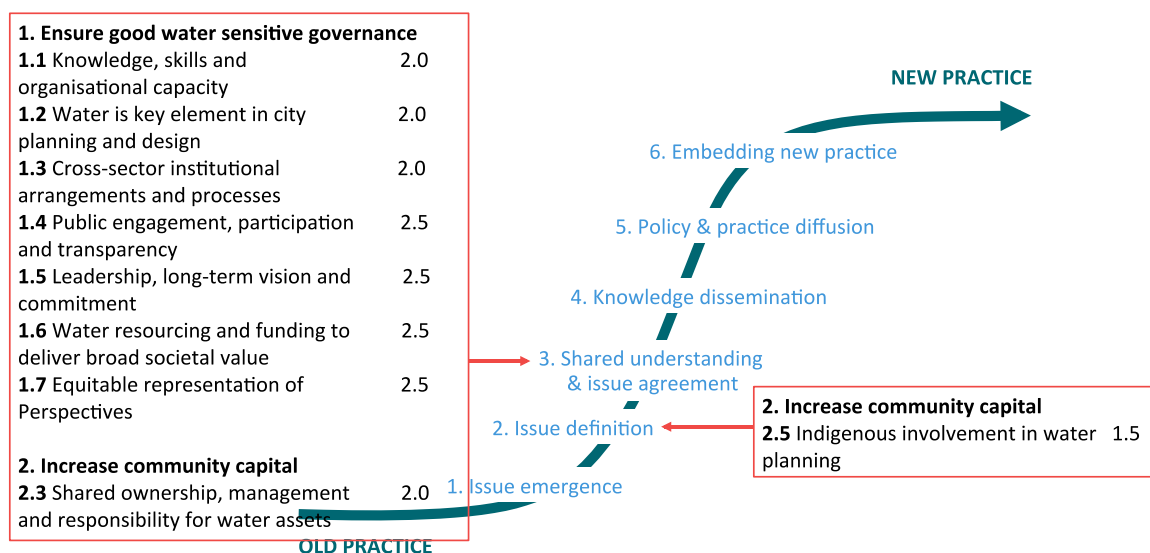 1. Ensure good water sensitive governance
1.1 Knowledge, skills and 2.0
organisational capacity
1.2 Water is key element in city 2.0
planning and design
1.3 Cross-sector institutional 2.0
arrangements and processes
1.4 Public engagement, participation 2.5
and transparency
1.5 Leadership, long-term vision and 2.5
commitment
1.6 Water resourcing and funding to 2.5
deliver broad societal value
1.7 Equitable representation of 2.5
Perspectives
2. Increase community capital
2.3 Shared ownership, management 2.0
and responsibility for water assets
OLD PRACTICE
1. Issue emergence
2. Issue definition
3. Shared understanding
& issue agreement
4. Knowledge dissemination
5. Policy & practice diffusion
6. Embedding new practice
NEW PRACTICE
2. Increase community capital
2.5 Indigenous involvement in water 1.5
planning